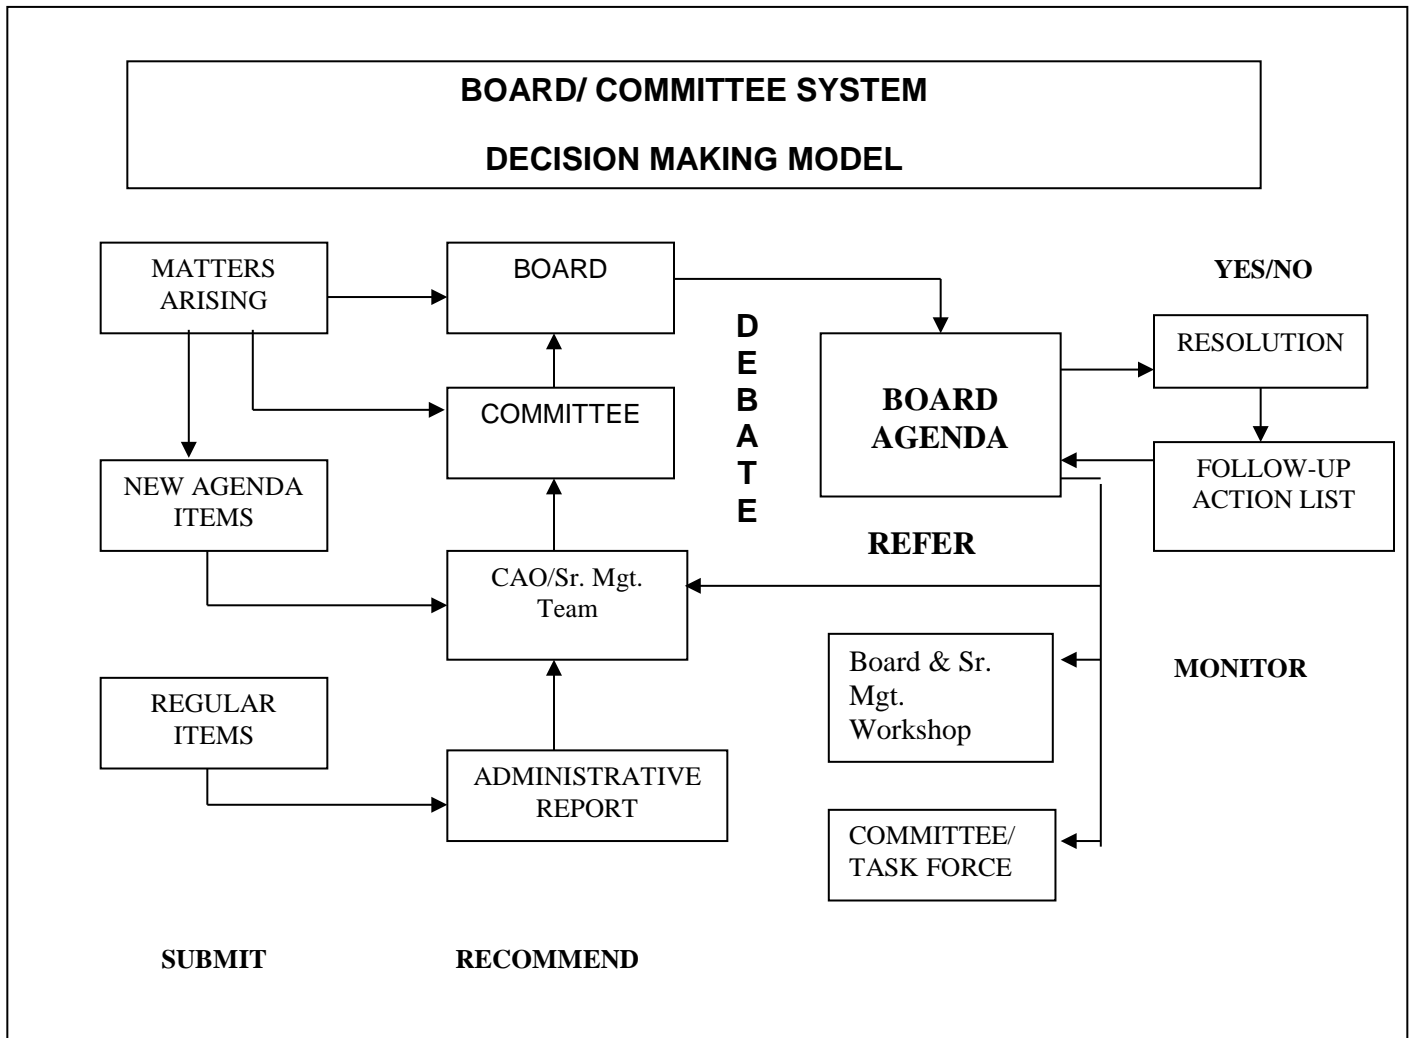 BOARD/ COMMITTEE SYSTEM
DECISION MAKING MODEL
MATTERS
ARISING
BOARD
YES/NO
D
E
B
A
T
E
RESOLUTION
BOARD
AGENDA
COMMITTEE
NEW AGENDA
ITEMS
FOLLOW-UP
ACTION LIST
REFER
CAO/Sr. Mgt.
Team
Board & Sr.
Mgt.
Workshop
MONITOR
REGULAR
ITEMS
ADMINISTRATIVE
REPORT
COMMITTEE/
TASK FORCE
SUBMIT
RECOMMEND